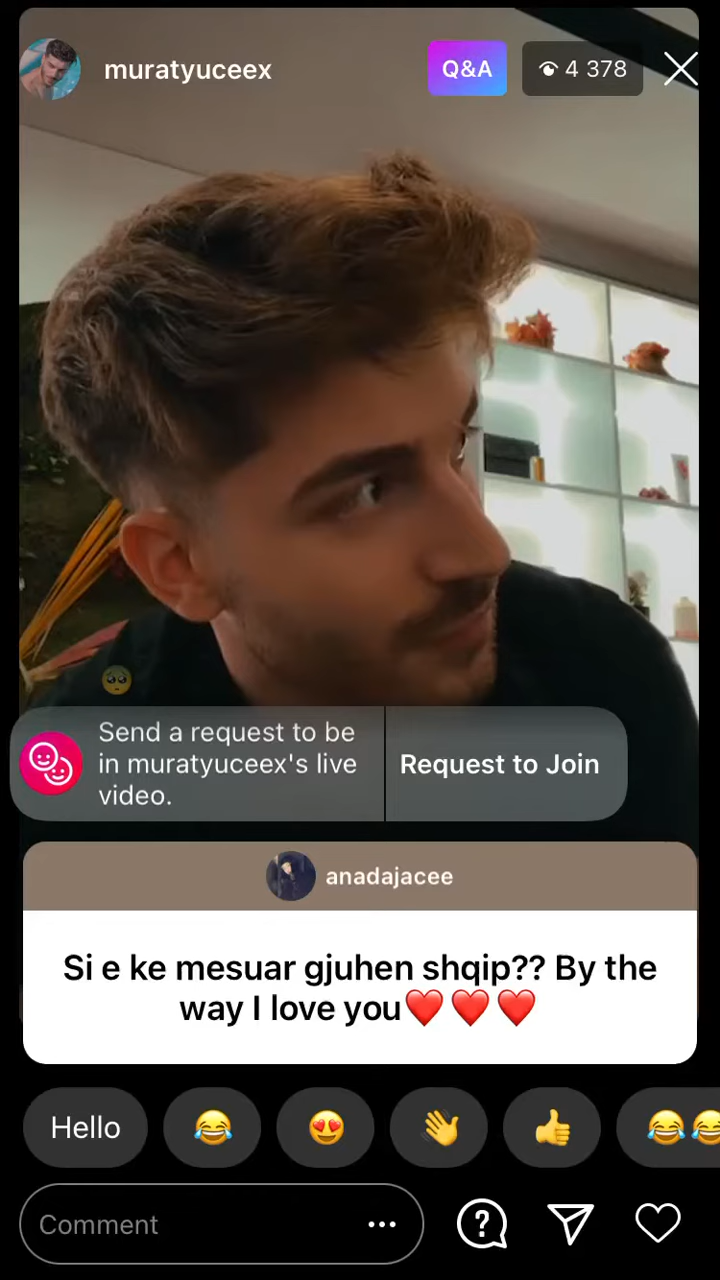 muratyuceex
Q&A
4 378
Send a request to be
in muratyuceex's live
video.
Request to Join
anadajacee
Si e ke mesuar gjuhen shqip?? By the
way I love you❤️❤️❤️
Hello
Comment